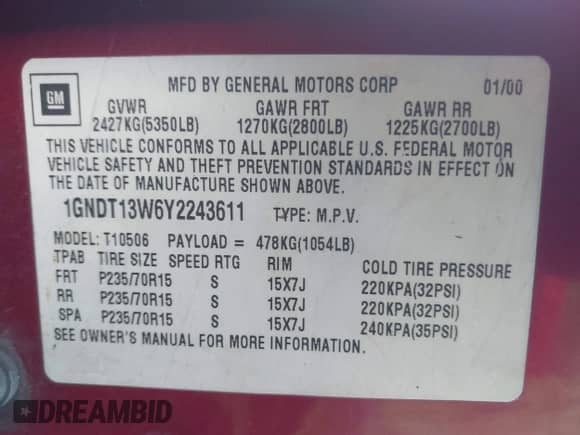 GM
MFD BY GENERAL MOTORS CORP 01/00
GVWR GAWR FRT GAWR RR
2427KG(5350LB) 1270KG(2800LB) 1225KG(2700LB)
THIS VEHICLE CONFORMS TO ALL APPLICABLE U.S. FEDERAL MOTOR
VEHICLE SAFETY AND THEFT PREVENTION STANDARDS IN EFFECT ON
THE DATE OF MANUFACTURE SHOWN ABOVE.
1GNDT13W6Y2243611 TYPE: M.P.V.
MODEL: T10506 PAYLOAD = 478KG(1054LB)
TPAB TIRE SIZE SPEED RTG RIM COLD TIRE PRESSURE
FRT P235/70R15 S 15X7J 220KPA(32PSI)
RR P235/70R15 S 15X7J 220KPA(32PSI)
SPA P235/70R15 S 15X7J 240KPA(35PSI)
SEE OWNER'S MANUAL FOR MORE INFORMATION.
DREAMBID